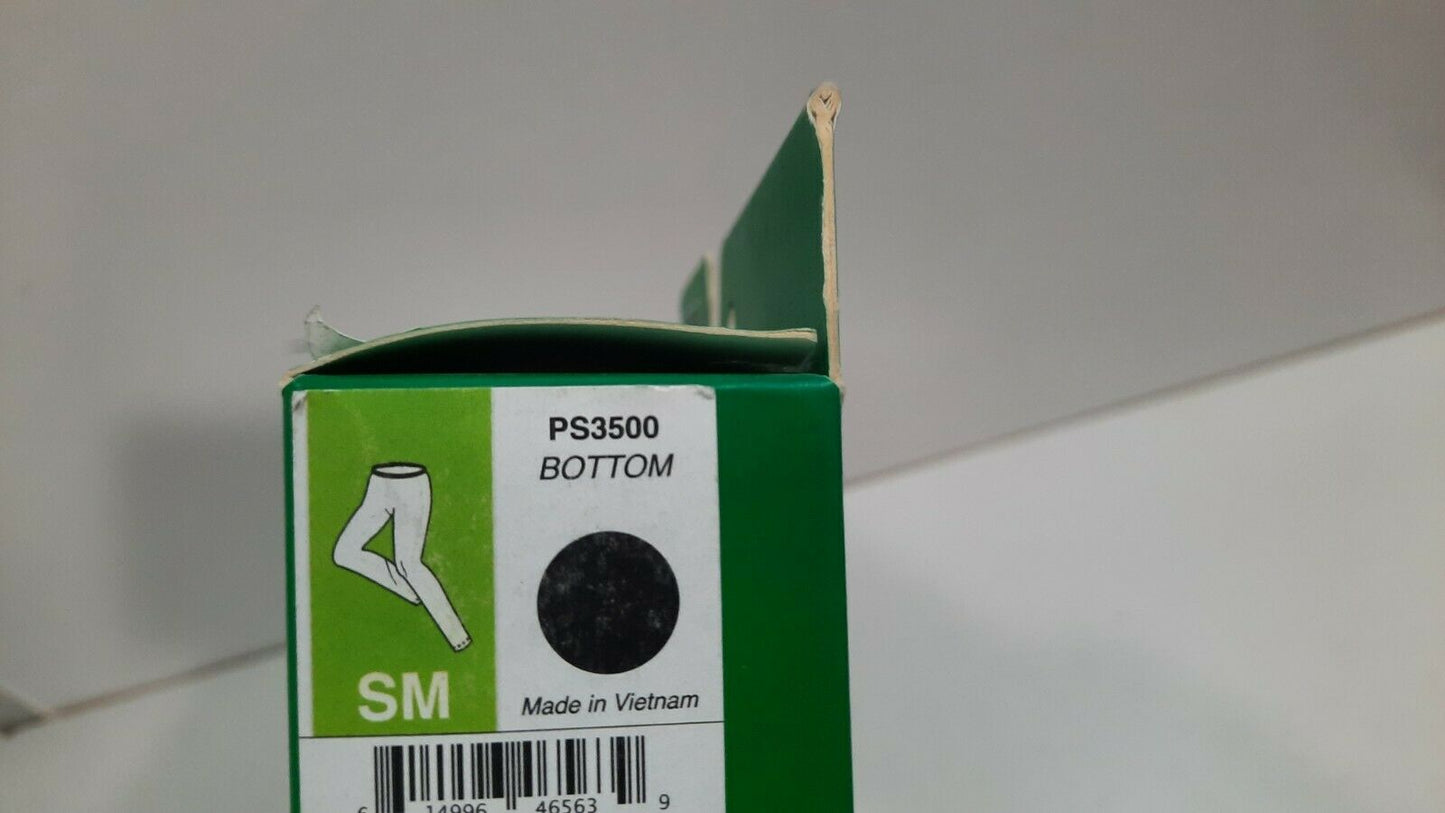 PS3500
BOTTOM
SM
Made in Vietnam
6 14996 46563 9